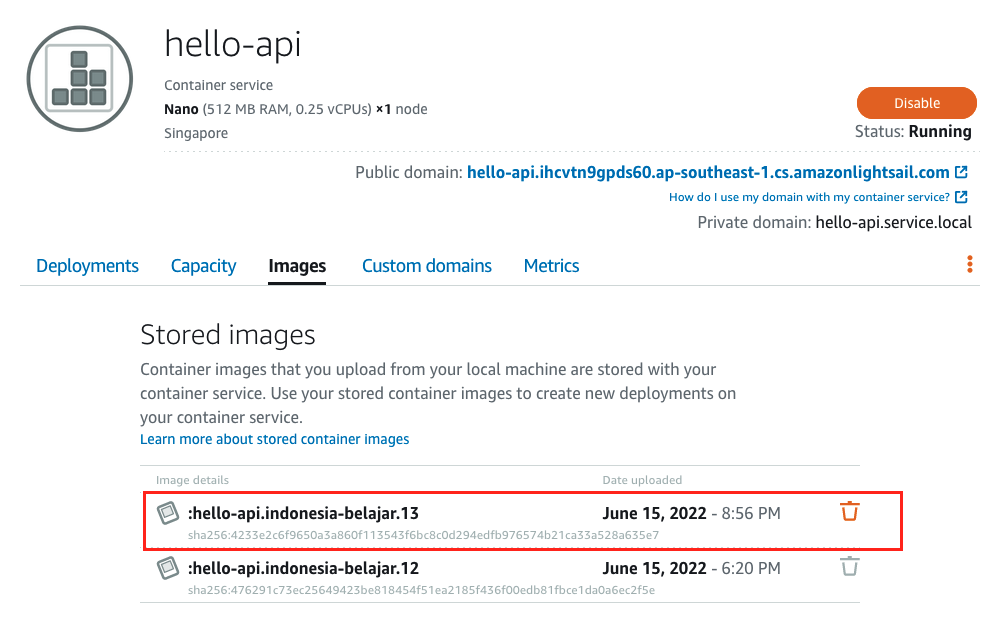 hello-api
Container service
Nano (512 MB RAM, 0.25 vCPUs) ×1 node
Singapore
Disable
Status: Running
Public domain: hello-api.ihcvtn9gpds60.ap-southeast-1.cs.amazonlightsail.com
How do I use my domain with my container service?
Private domain: hello-api.service.local
Deployments Capacity Images Custom domains Metrics
Stored images
Container images that you upload from your local machine are stored with your
container service. Use your stored container images to create new deployments on
your container service.
Learn more about stored container images
Image details Date uploaded
:hello-api.indonesia-belajar.13 June 15, 2022 - 8:56 PM
sha256:4233e2c6f9650a3a860f113543f6bc8c0d294edfb976574b21ca33a528a635e7
:hello-api.indonesia-belajar.12 June 15, 2022 - 6:20 PM
sha256:476291c73ec25649423be818454f51ea2185f436f00edb81fbce1da0a6ec2f5e